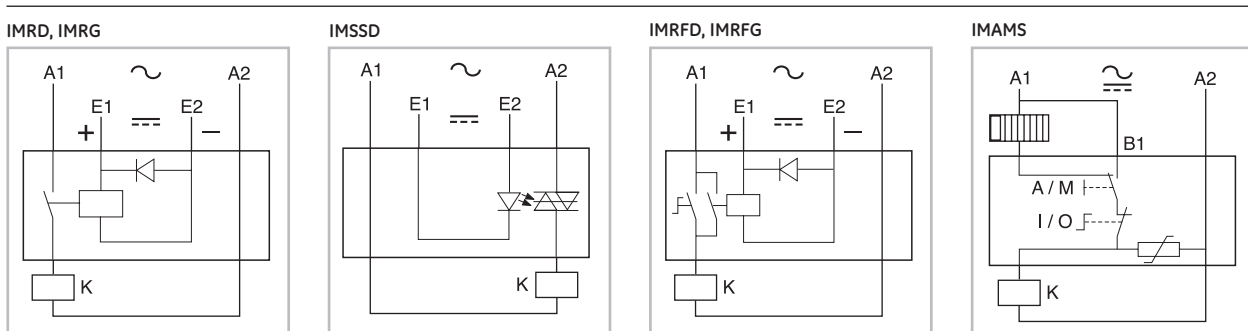 IMRD, IMRG
A1
A2
E1
E2
+
—
K
IMSSD
A1
A2
E1
E2
K
IMRFD, IMRFG
A1
A2
E1
E2
+
—
K
IMAMS
A1
A2
B1
A / M
I / O
K